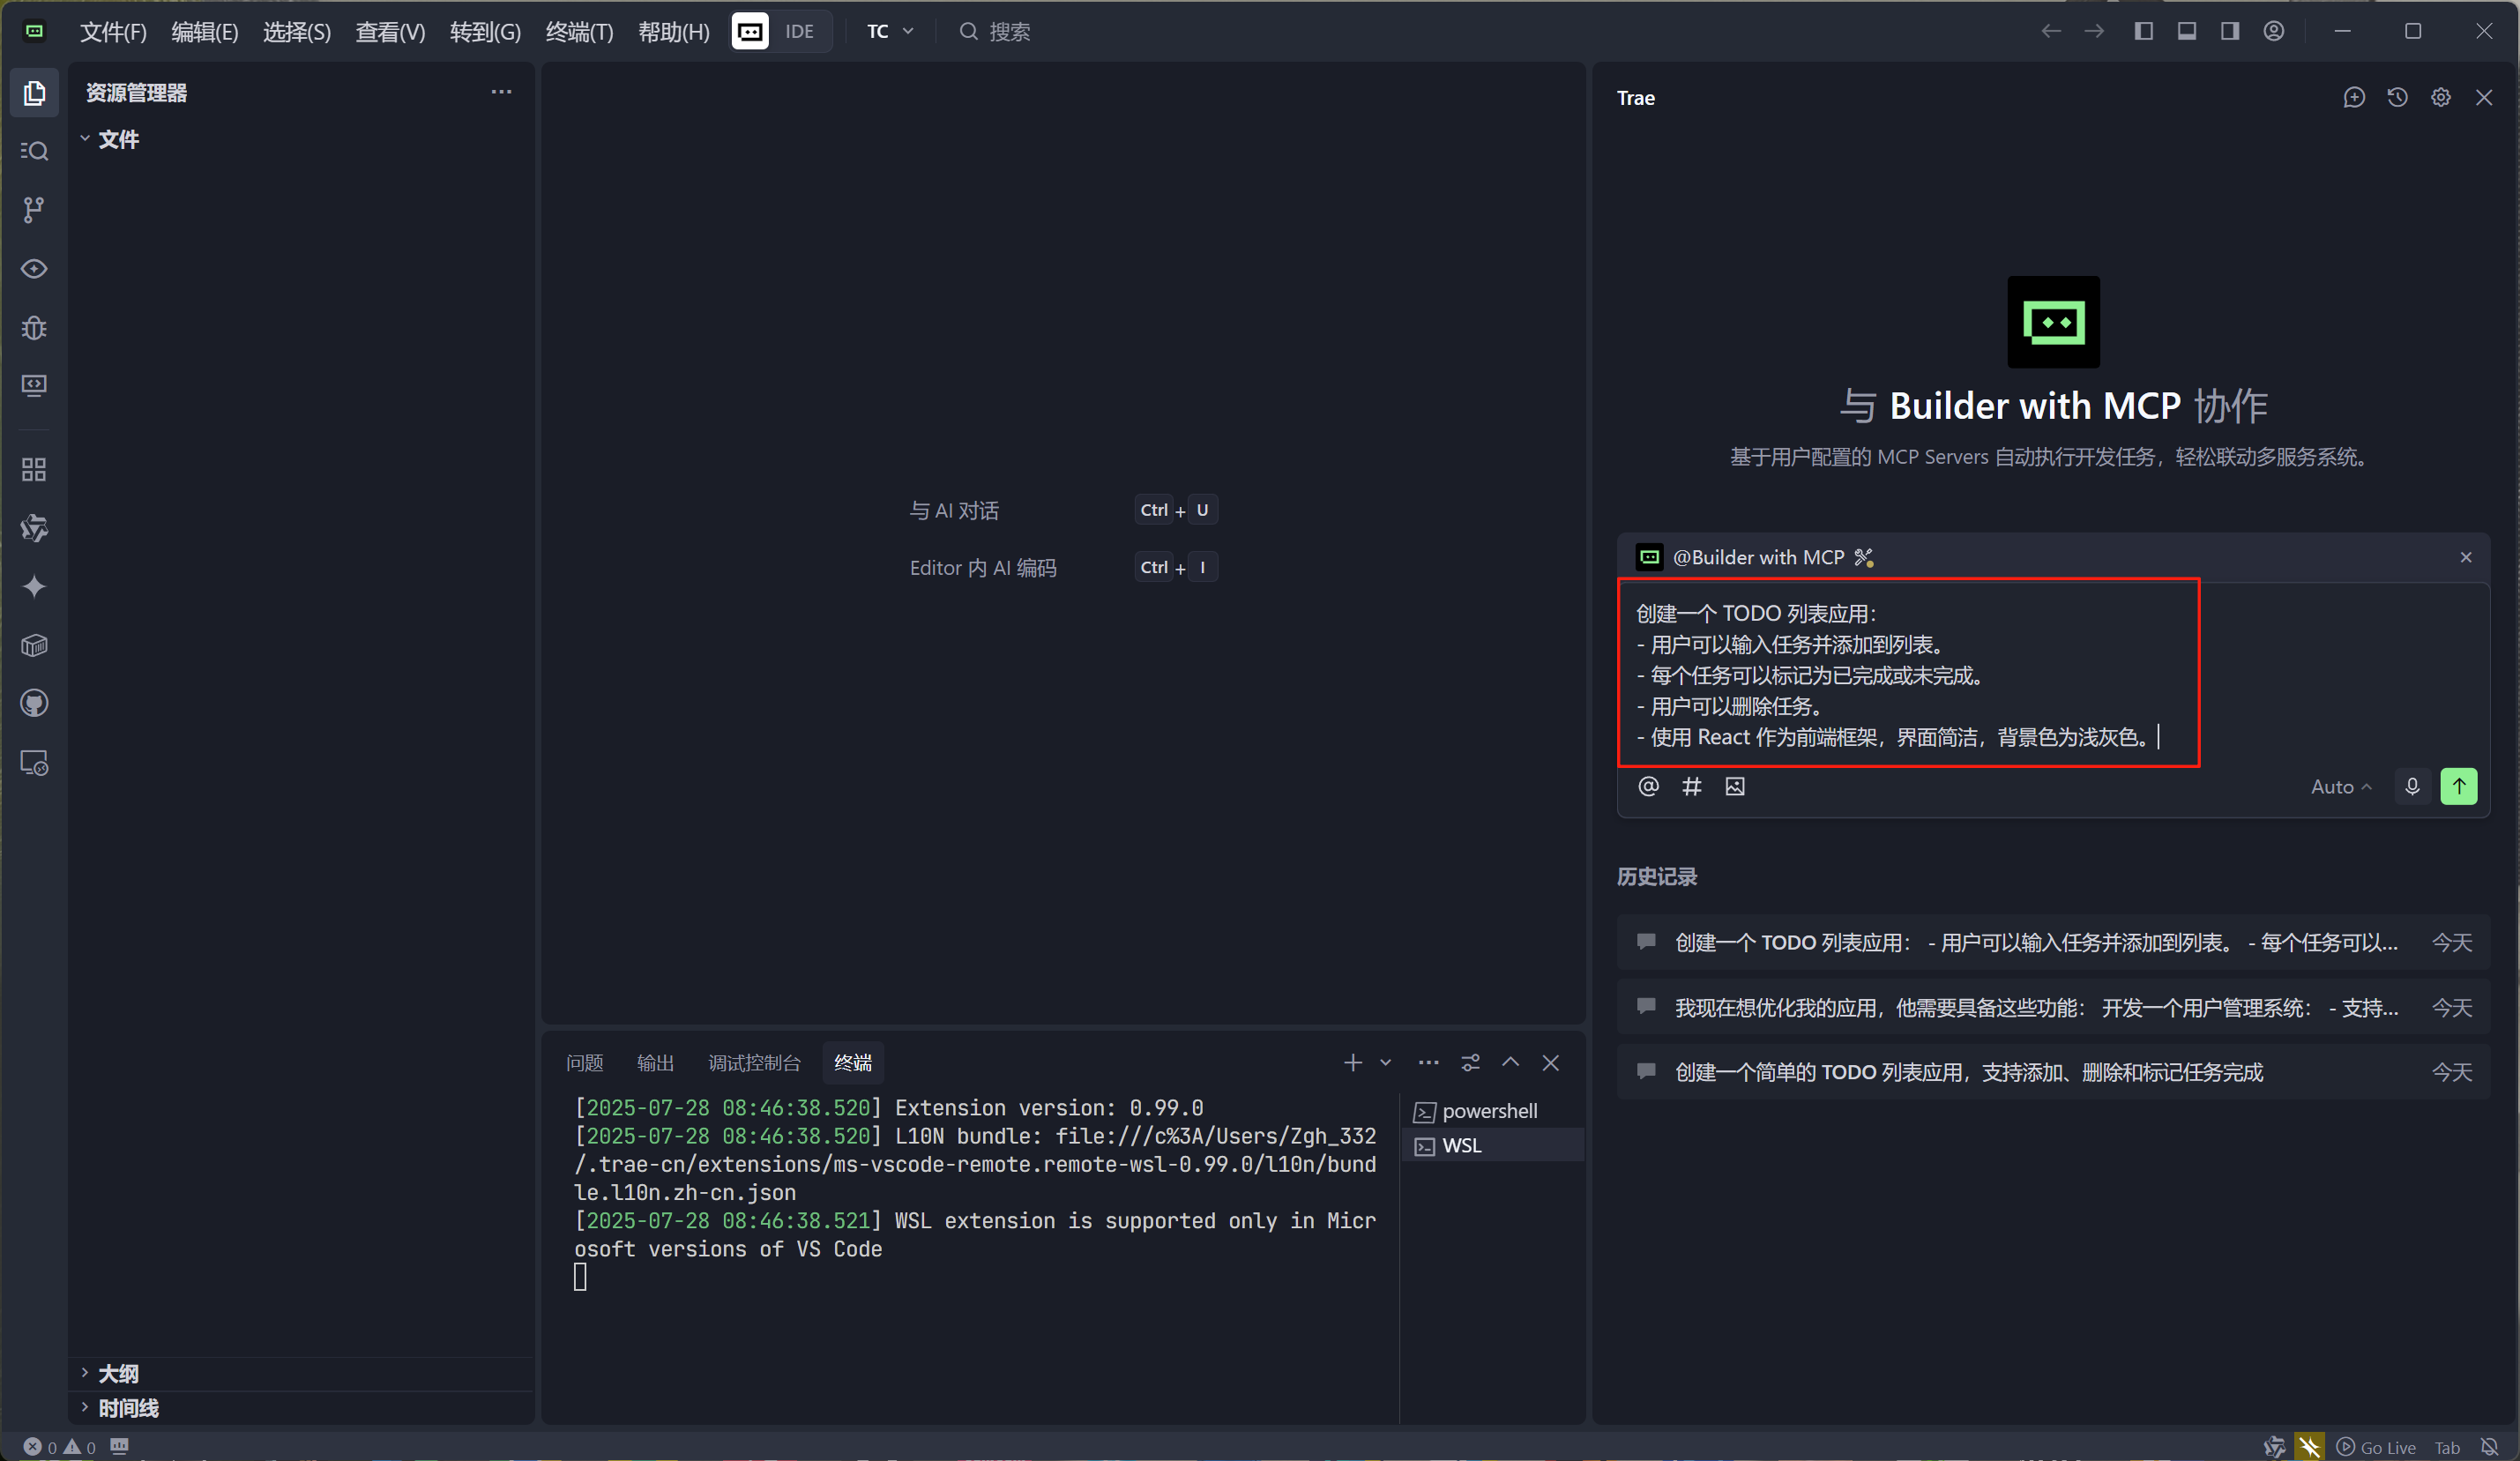 文件(F) 编辑(E) 选择(S) 查看(V) 转到(G) 终端(T) 帮助(H) IDE TC 搜索
资源管理器
文件
大纲
时间线
与 AI 对话 Ctrl + U
Editor 内 AI 编码 Ctrl + I
问题 输出 调试控制台 终端
[2025-07-28 08:46:38.520] Extension version: 0.99.0
[2025-07-28 08:46:38.520] L10N bundle: file:///c%3A/Users/Zgh_332
/.trae-cn/extensions/ms-vscode-remote.remote-wsl-0.99.0/l10n/bund
le.l10n.zh-cn.json
[2025-07-28 08:46:38.521] WSL extension is supported only in Micr
osoft versions of VS Code
powershell
WSL
Trae
与 Builder with MCP 协作
基于用户配置的 MCP Servers 自动执行开发任务，轻松联动多服务系统。
@Builder with MCP
创建一个 TODO 列表应用：
- 用户可以输入任务并添加到列表。
- 每个任务可以标记为已完成或未完成。
- 用户可以删除任务。
- 使用 React 作为前端框架，界面简洁，背景色为浅灰色。
Auto
历史记录
创建一个 TODO 列表应用： - 用户可以输入任务并添加到列表。 - 每个任务可以... 今天
我现在想优化我的应用，他需要具备这些功能： 开发一个用户管理系统： - 支持... 今天
创建一个简单的 TODO 列表应用，支持添加、删除和标记任务完成 今天
0 0 Go Live Tab